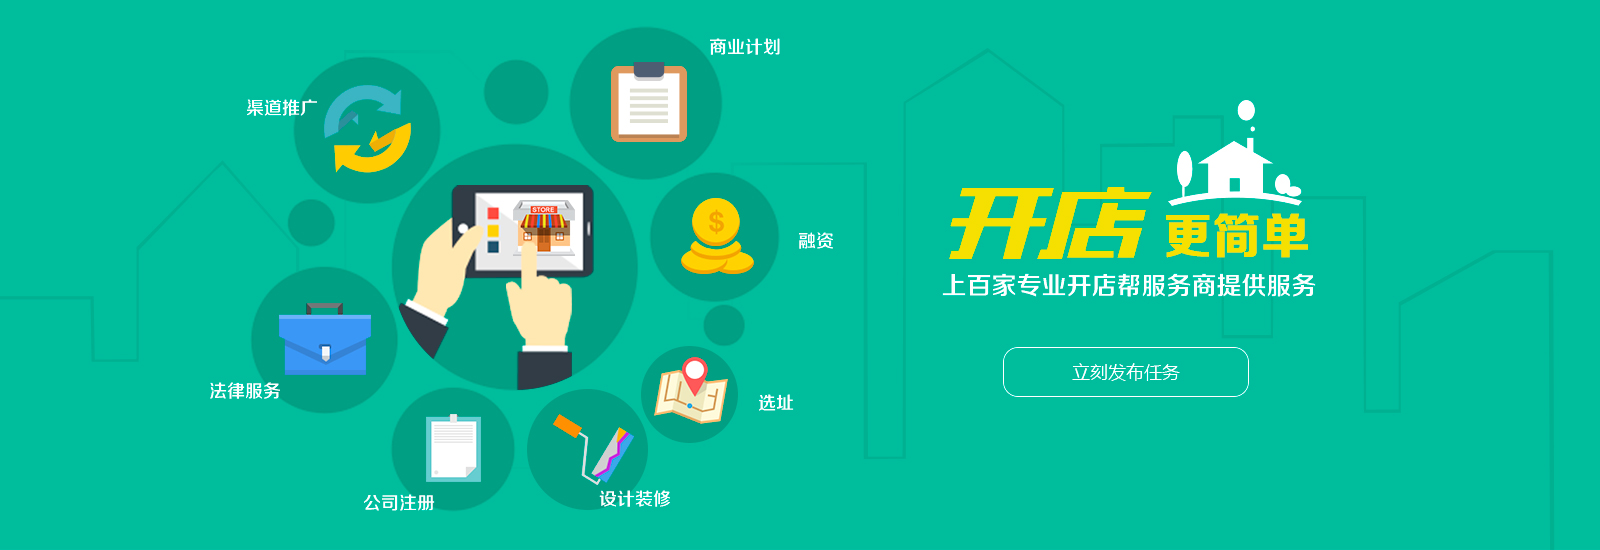 商业计划
渠道推广
STORE
融资
法律服务
选址
公司注册
设计装修
开店
更简单
上百家专业开店帮服务商提供服务
立刻发布任务